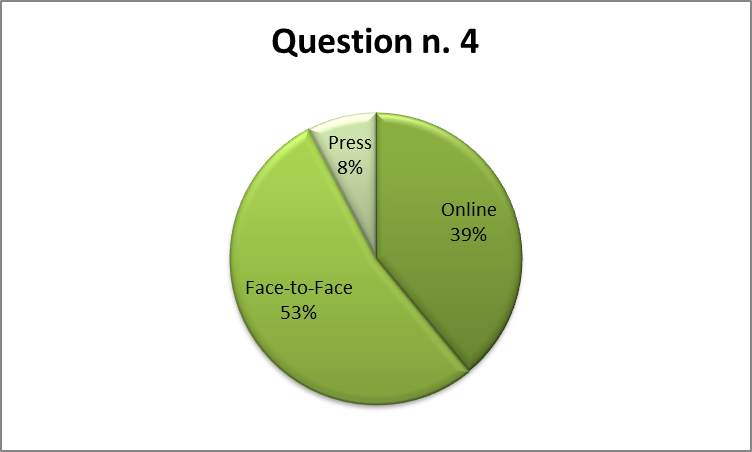 Question n. 4
Press
8%
Online
39%
Face-to-Face
53%